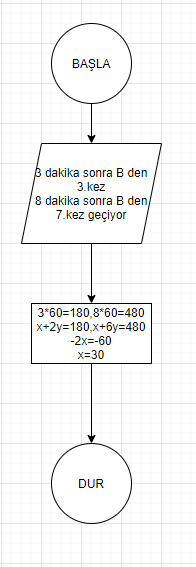 BAŞLA
3 dakika sonra B den
3.kez
8 dakika sonra B den
7.kez geçiyor
3*60=180,8*60=480
x+2y=180,x+6y=480
-2x=-60
x=30
DUR